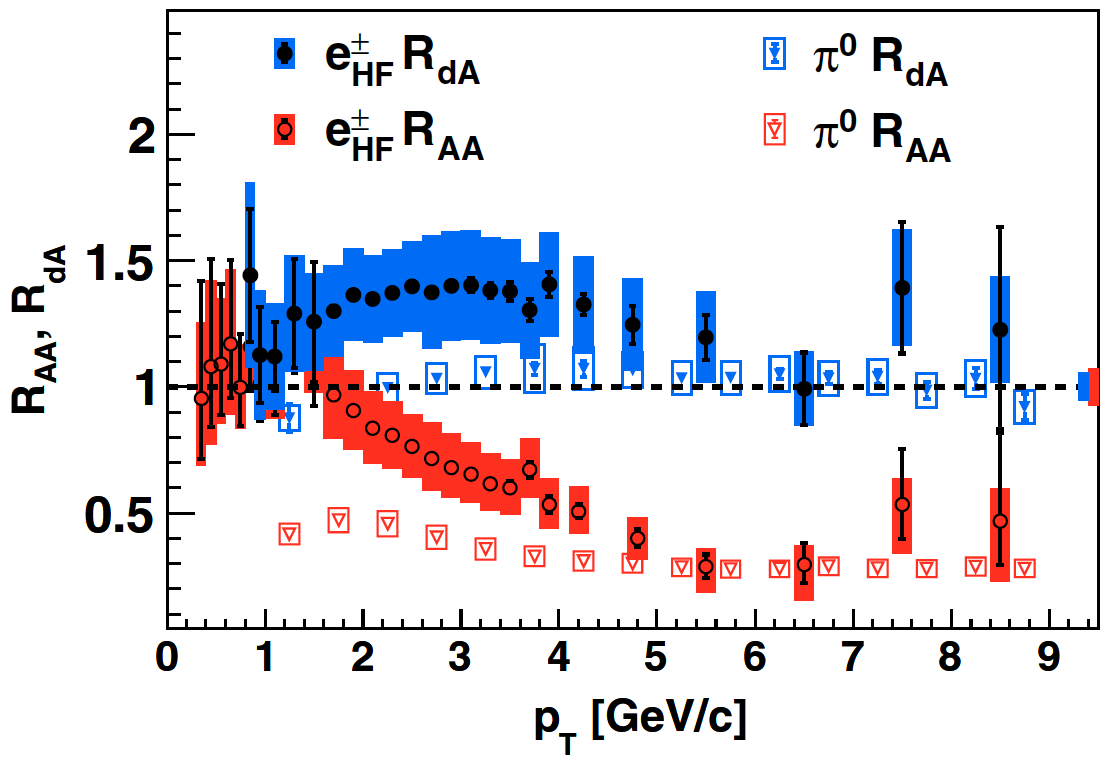 e±HF RdA
π0 RdA
e±HF RAA
π0 RAA
2
1.5
1
0.5
RAA, RdA
0 1 2 3 4 5 6 7 8 9
pT [GeV/c]